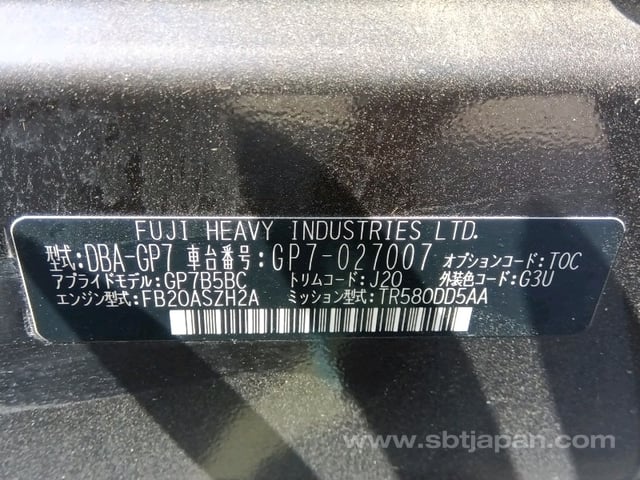 FUJI HEAVY INDUSTRIES LTD.
型式:DBA-GP7 車台番号:GP7-027007 オプションコード:TOC
アプライドモデル:GP7B5BC トリムコード:J20 外装色コード:G3U
エンジン型式:FB20ASZH2A ミッション型式:TR580DD5AA
www.sbtjapan.com